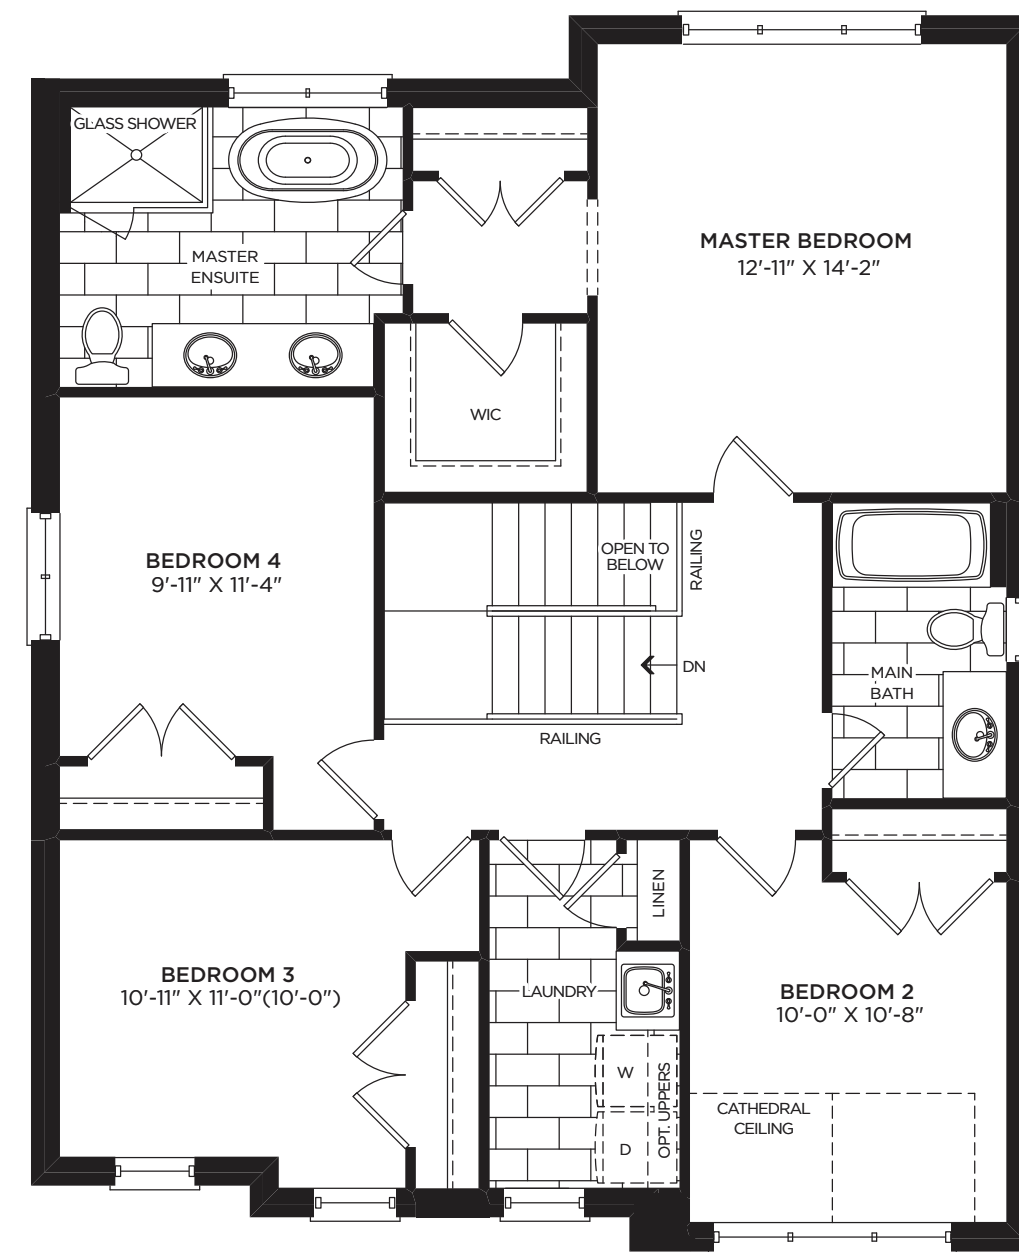 GLASS SHOWER
MASTER
ENSUITE
MASTER BEDROOM
12'-11" X 14'-2"
WIC
BEDROOM 4
9'-11" X 11'-4"
OPEN TO
BELOW
RAILING
DN
RAILING
MAIN
BATH
LINEN
BEDROOM 3
10'-11" X 11'-0"(10'-0")
LAUNDRY
BEDROOM 2
10'-0" X 10'-8"
W
D
OPT. UPPERS
CATHEDRAL
CEILING